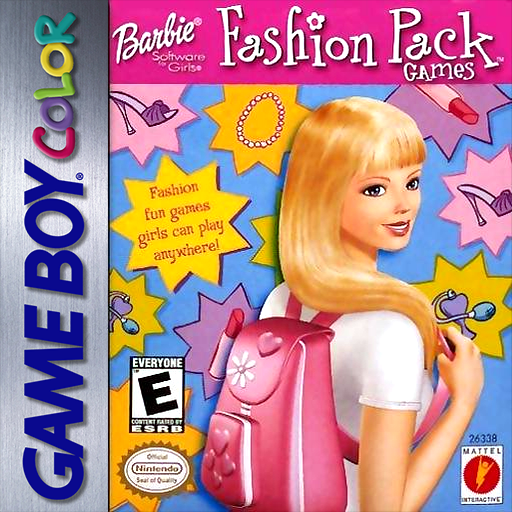 GAME BOY COLOR
Barbie®
Software
for Girls®
Fashion Pack™
GAMES
Fashion
fun games
girls can play
anywhere!
EVERYONE
E
CONTENT RATED BY
ESRB
Official
Nintendo
Seal of Quality
26338
MATTEL
INTERACTIVE